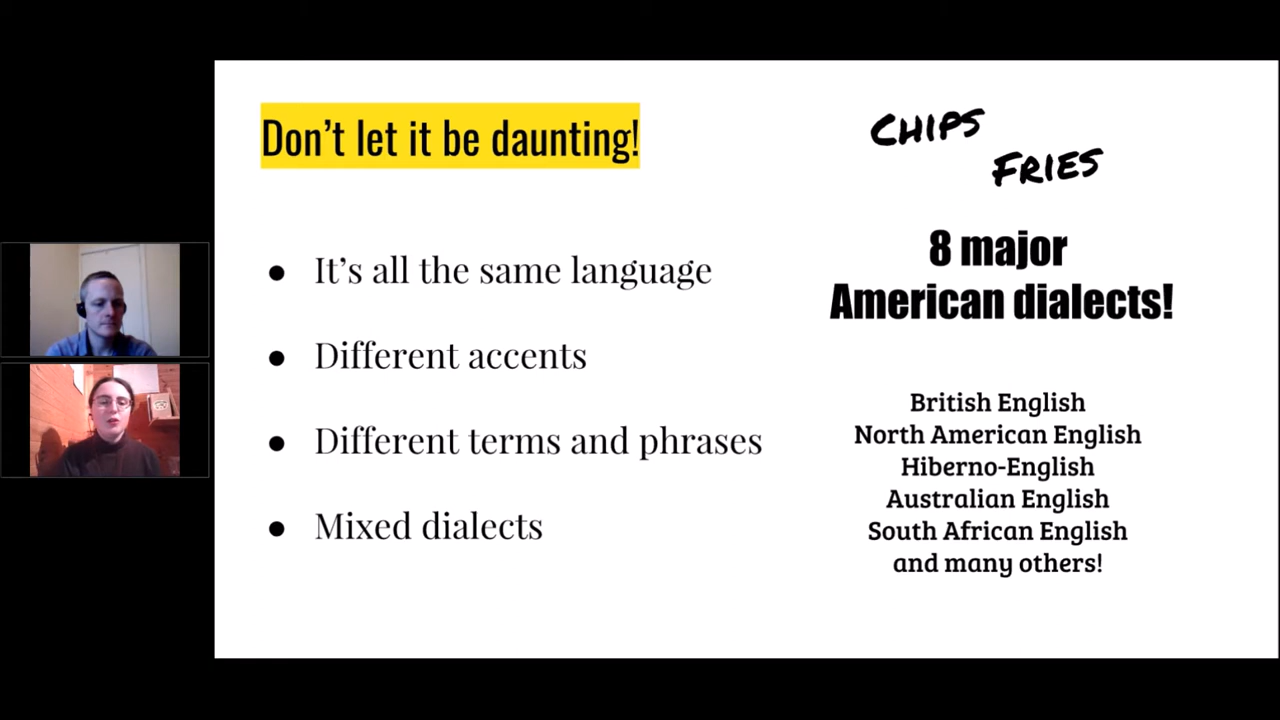 Don't let it be daunting!
● It's all the same language
● Different accents
● Different terms and phrases
● Mixed dialects
CHIPS
FRIES
8 major
American dialects!
British English
North American English
Hiberno-English
Australian English
South African English
and many others!